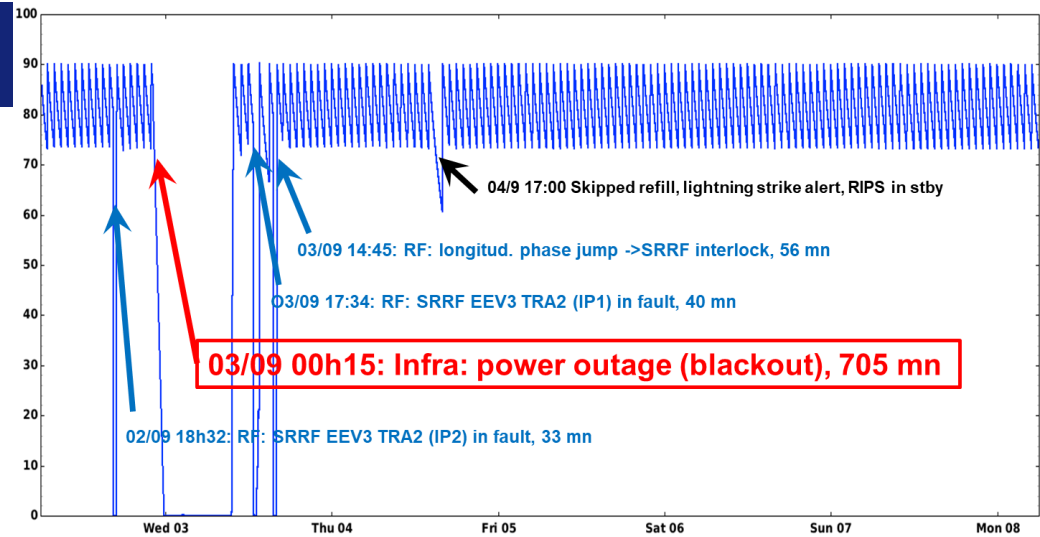 100
90
80
70
60
50
40
30
20
10
0
04/9 17:00 Skipped refill, lightning strike alert, RIPS in stby
03/09 14:45: RF: longitud. phase jump ->SRRF interlock, 56 mn
O3/09 17:34: RF: SRRF EEV3 TRA2 (IP1) in fault, 40 mn
03/09 00h15: Infra: power outage (blackout), 705 mn
02/09 18h32: RF: SRRF EEV3 TRA2 (IP2) in fault, 33 mn
Wed 03 Thu 04 Fri 05 Sat 06 Sun 07 Mon 08